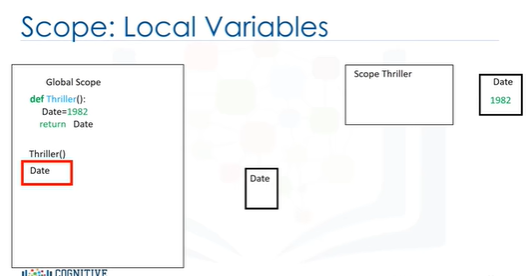 Scope: Local Variables
Global Scope
def Thriller():
Date=1982
return Date
Thriller()
Date
Date
Scope Thriller
Date
1982
COGNITIVE